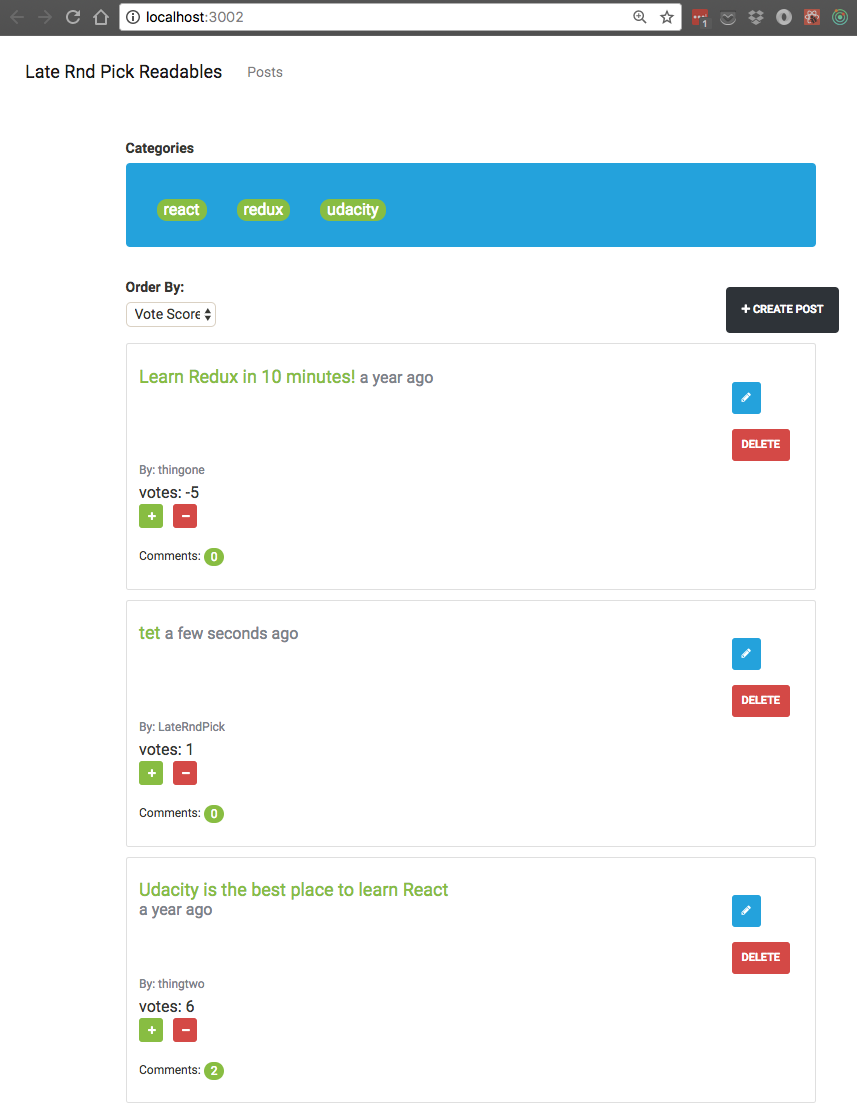 localhost:3002
1
Late Rnd Pick Readables Posts
Categories
react redux udacity
Order By:
Vote Score
+ CREATE POST
Learn Redux in 10 minutes! a year ago
DELETE
By: thingone
votes: -5
+ −
Comments: 0
tet a few seconds ago
DELETE
By: LateRndPick
votes: 1
+ −
Comments: 0
Udacity is the best place to learn React
a year ago
DELETE
By: thingtwo
votes: 6
+ −
Comments: 2